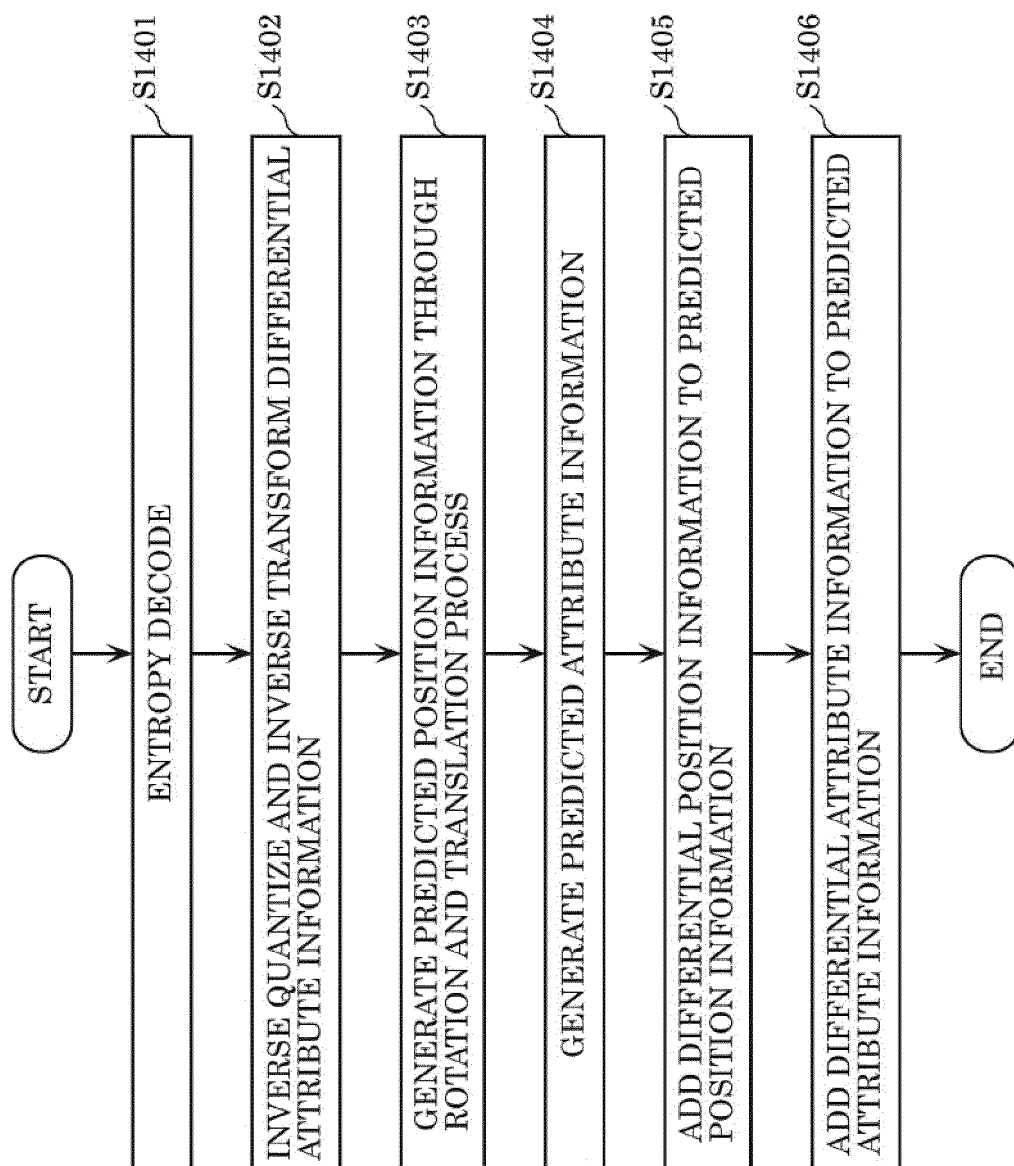 START
ENTROPY DECODE
S1401
INVERSE QUANTIZE AND INVERSE TRANSFORM DIFFERENTIAL
ATTRIBUTE INFORMATION
S1402
GENERATE PREDICTED POSITION INFORMATION THROUGH
ROTATION AND TRANSLATION PROCESS
S1403
GENERATE PREDICTED ATTRIBUTE INFORMATION
S1404
ADD DIFFERENTIAL POSITION INFORMATION TO PREDICTED
POSITION INFORMATION
S1405
ADD DIFFERENTIAL ATTRIBUTE INFORMATION TO PREDICTED
ATTRIBUTE INFORMATION
S1406
END